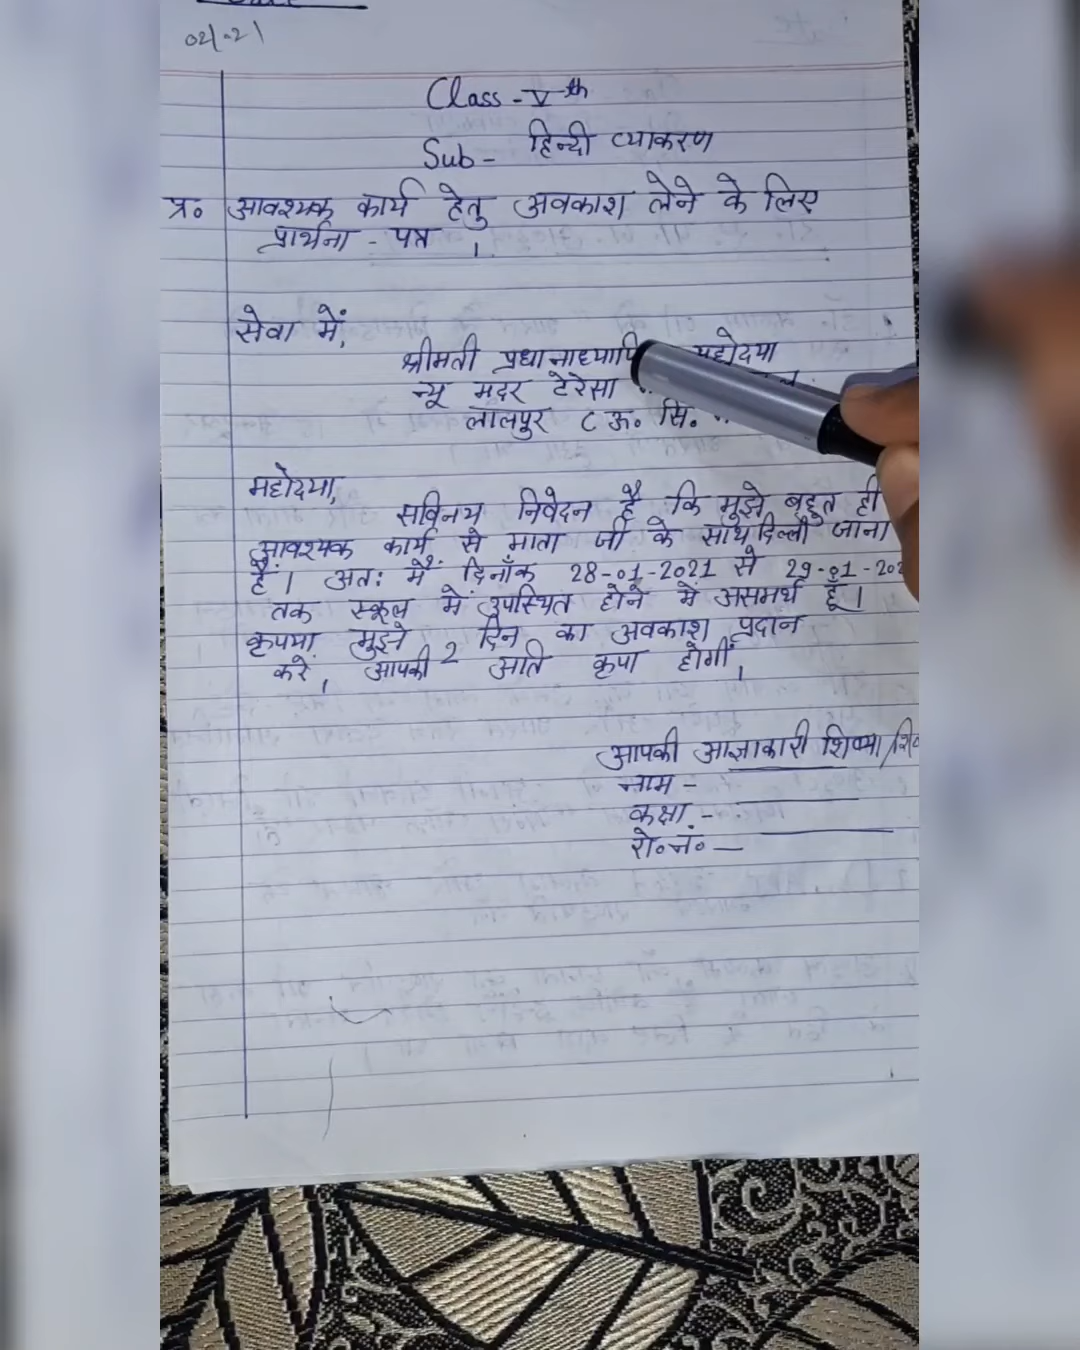 02/-21
Class - Vth
Sub - हिन्दी व्याकरण
प्र० आवश्यक कार्य हेतु अवकाश लेने के लिए
प्रार्थना - पत्र ।
सेवा में,
श्रीमती महोदया
न्यू मदर टेरेसा
लालपुर ऊ० सि०
महोदया,
सविनय निवेदन है कि मुझे बहुत ही
आवश्यक कार्य से माता जी के साथ दिल्ली जाना
है । अतः मैं दिनाँक 28-01-2021 से 29-01-202
तक स्कूल में उपस्थित होने में असमर्थ हूँ ।
कृपया मुझे 2 दिन का अवकाश प्रदान
करें, आपकी अति कृपा होगीं,
आपकी आज्ञाकारी शिष्या/
नाम -
कक्षा -
रो०नं० —